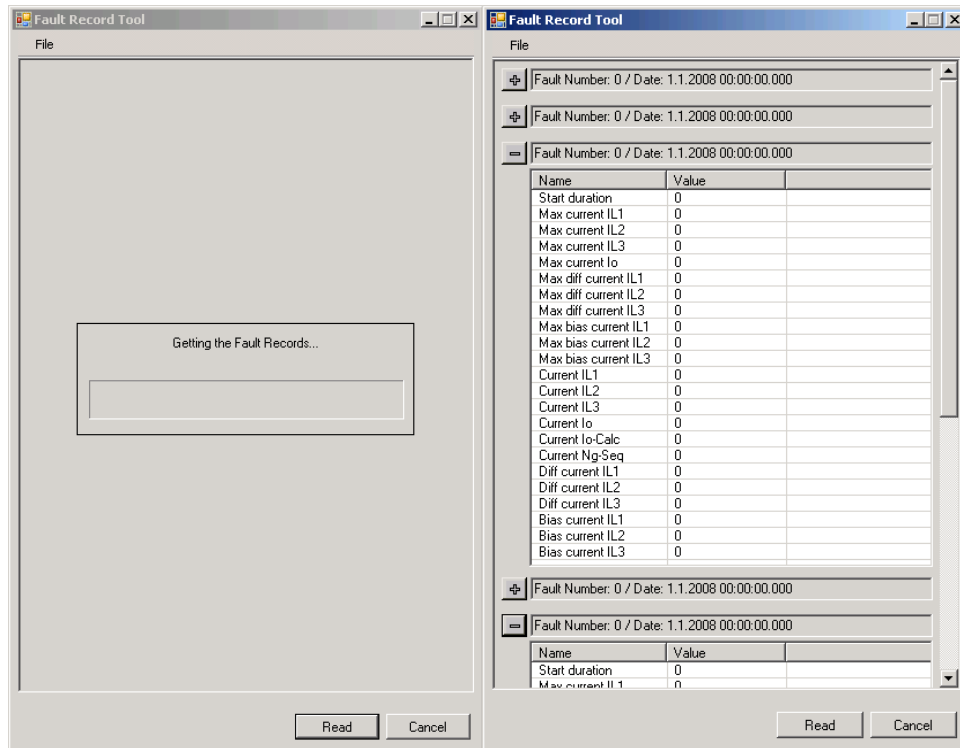 Fault Record Tool
File
Getting the Fault Records...
Read Cancel
Fault Record Tool
File
Fault Number: 0 / Date: 1.1.2008 00:00:00.000
Fault Number: 0 / Date: 1.1.2008 00:00:00.000
Fault Number: 0 / Date: 1.1.2008 00:00:00.000
Name Value
Start duration 0
Max current IL1 0
Max current IL2 0
Max current IL3 0
Max current Io 0
Max diff current IL1 0
Max diff current IL2 0
Max diff current IL3 0
Max bias current IL1 0
Max bias current IL2 0
Max bias current IL3 0
Current IL1 0
Current IL2 0
Current IL3 0
Current Io 0
Current Io-Calc 0
Current Ng-Seq 0
Diff current IL1 0
Diff current IL2 0
Diff current IL3 0
Bias current IL1 0
Bias current IL2 0
Bias current IL3 0
Fault Number: 0 / Date: 1.1.2008 00:00:00.000
Fault Number: 0 / Date: 1.1.2008 00:00:00.000
Name Value
Start duration 0
Max current IL1 0
Read Cancel